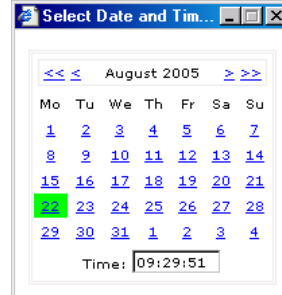 Select Date and Tim...
<< < August 2005 > >>
Mo Tu We Th Fr Sa Su
1 2 3 4 5 6 7
8 9 10 11 12 13 14
15 16 17 18 19 20 21
22 23 24 25 26 27 28
29 30 31 1 2 3 4
Time: 09:29:51